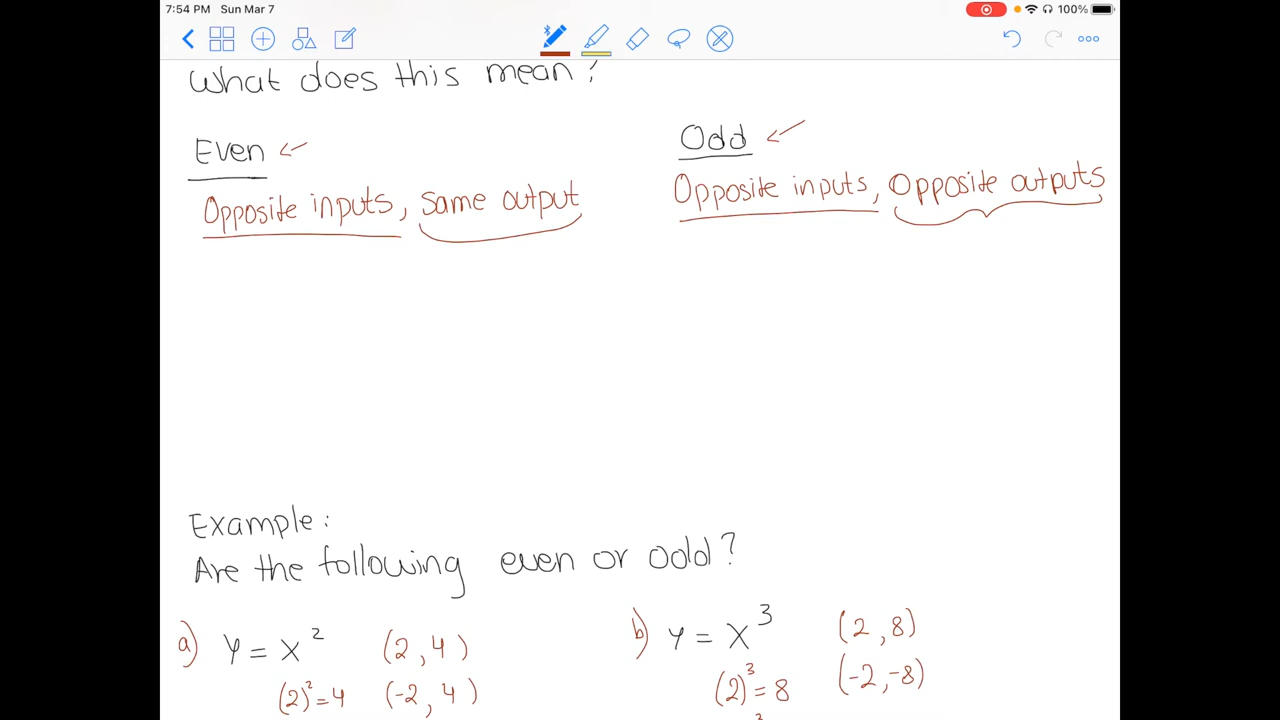 7:54 PM Sun Mar 7
100%
What does this mean?
Even
Odd
Opposite inputs, same output
Opposite inputs, opposite outputs
Example:
Are the following even or odd?
a) y = x² (2, 4)
(2)² = 4 (-2, 4)
b) y = x³ (2, 8)
(2)³ = 8 (-2, -8)